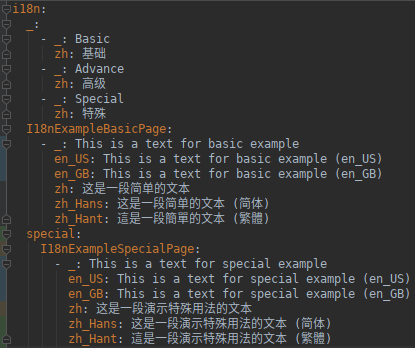 i18n:
_:
- _: Basic
zh: 基础
- _: Advance
zh: 高级
- _: Special
zh: 特殊
I18nExampleBasicPage:
- _: This is a text for basic example
en_US: This is a text for basic example (en_US)
en_GB: This is a text for basic example (en_GB)
zh: 这是一段简单的文本
zh_Hans: 这是一段简单的文本 (简体)
zh_Hant: 這是一段簡單的文本 (繁體)
special:
I18nExampleSpecialPage:
- _: This is a text for special example
en_US: This is a text for special example (en_US)
en_GB: This is a text for special example (en_GB)
zh: 这是一段演示特殊用法的文本
zh_Hans: 这是一段演示特殊用法的文本 (简体)
zh_Hant: 這是一段演示特殊用法的文本 (繁體)